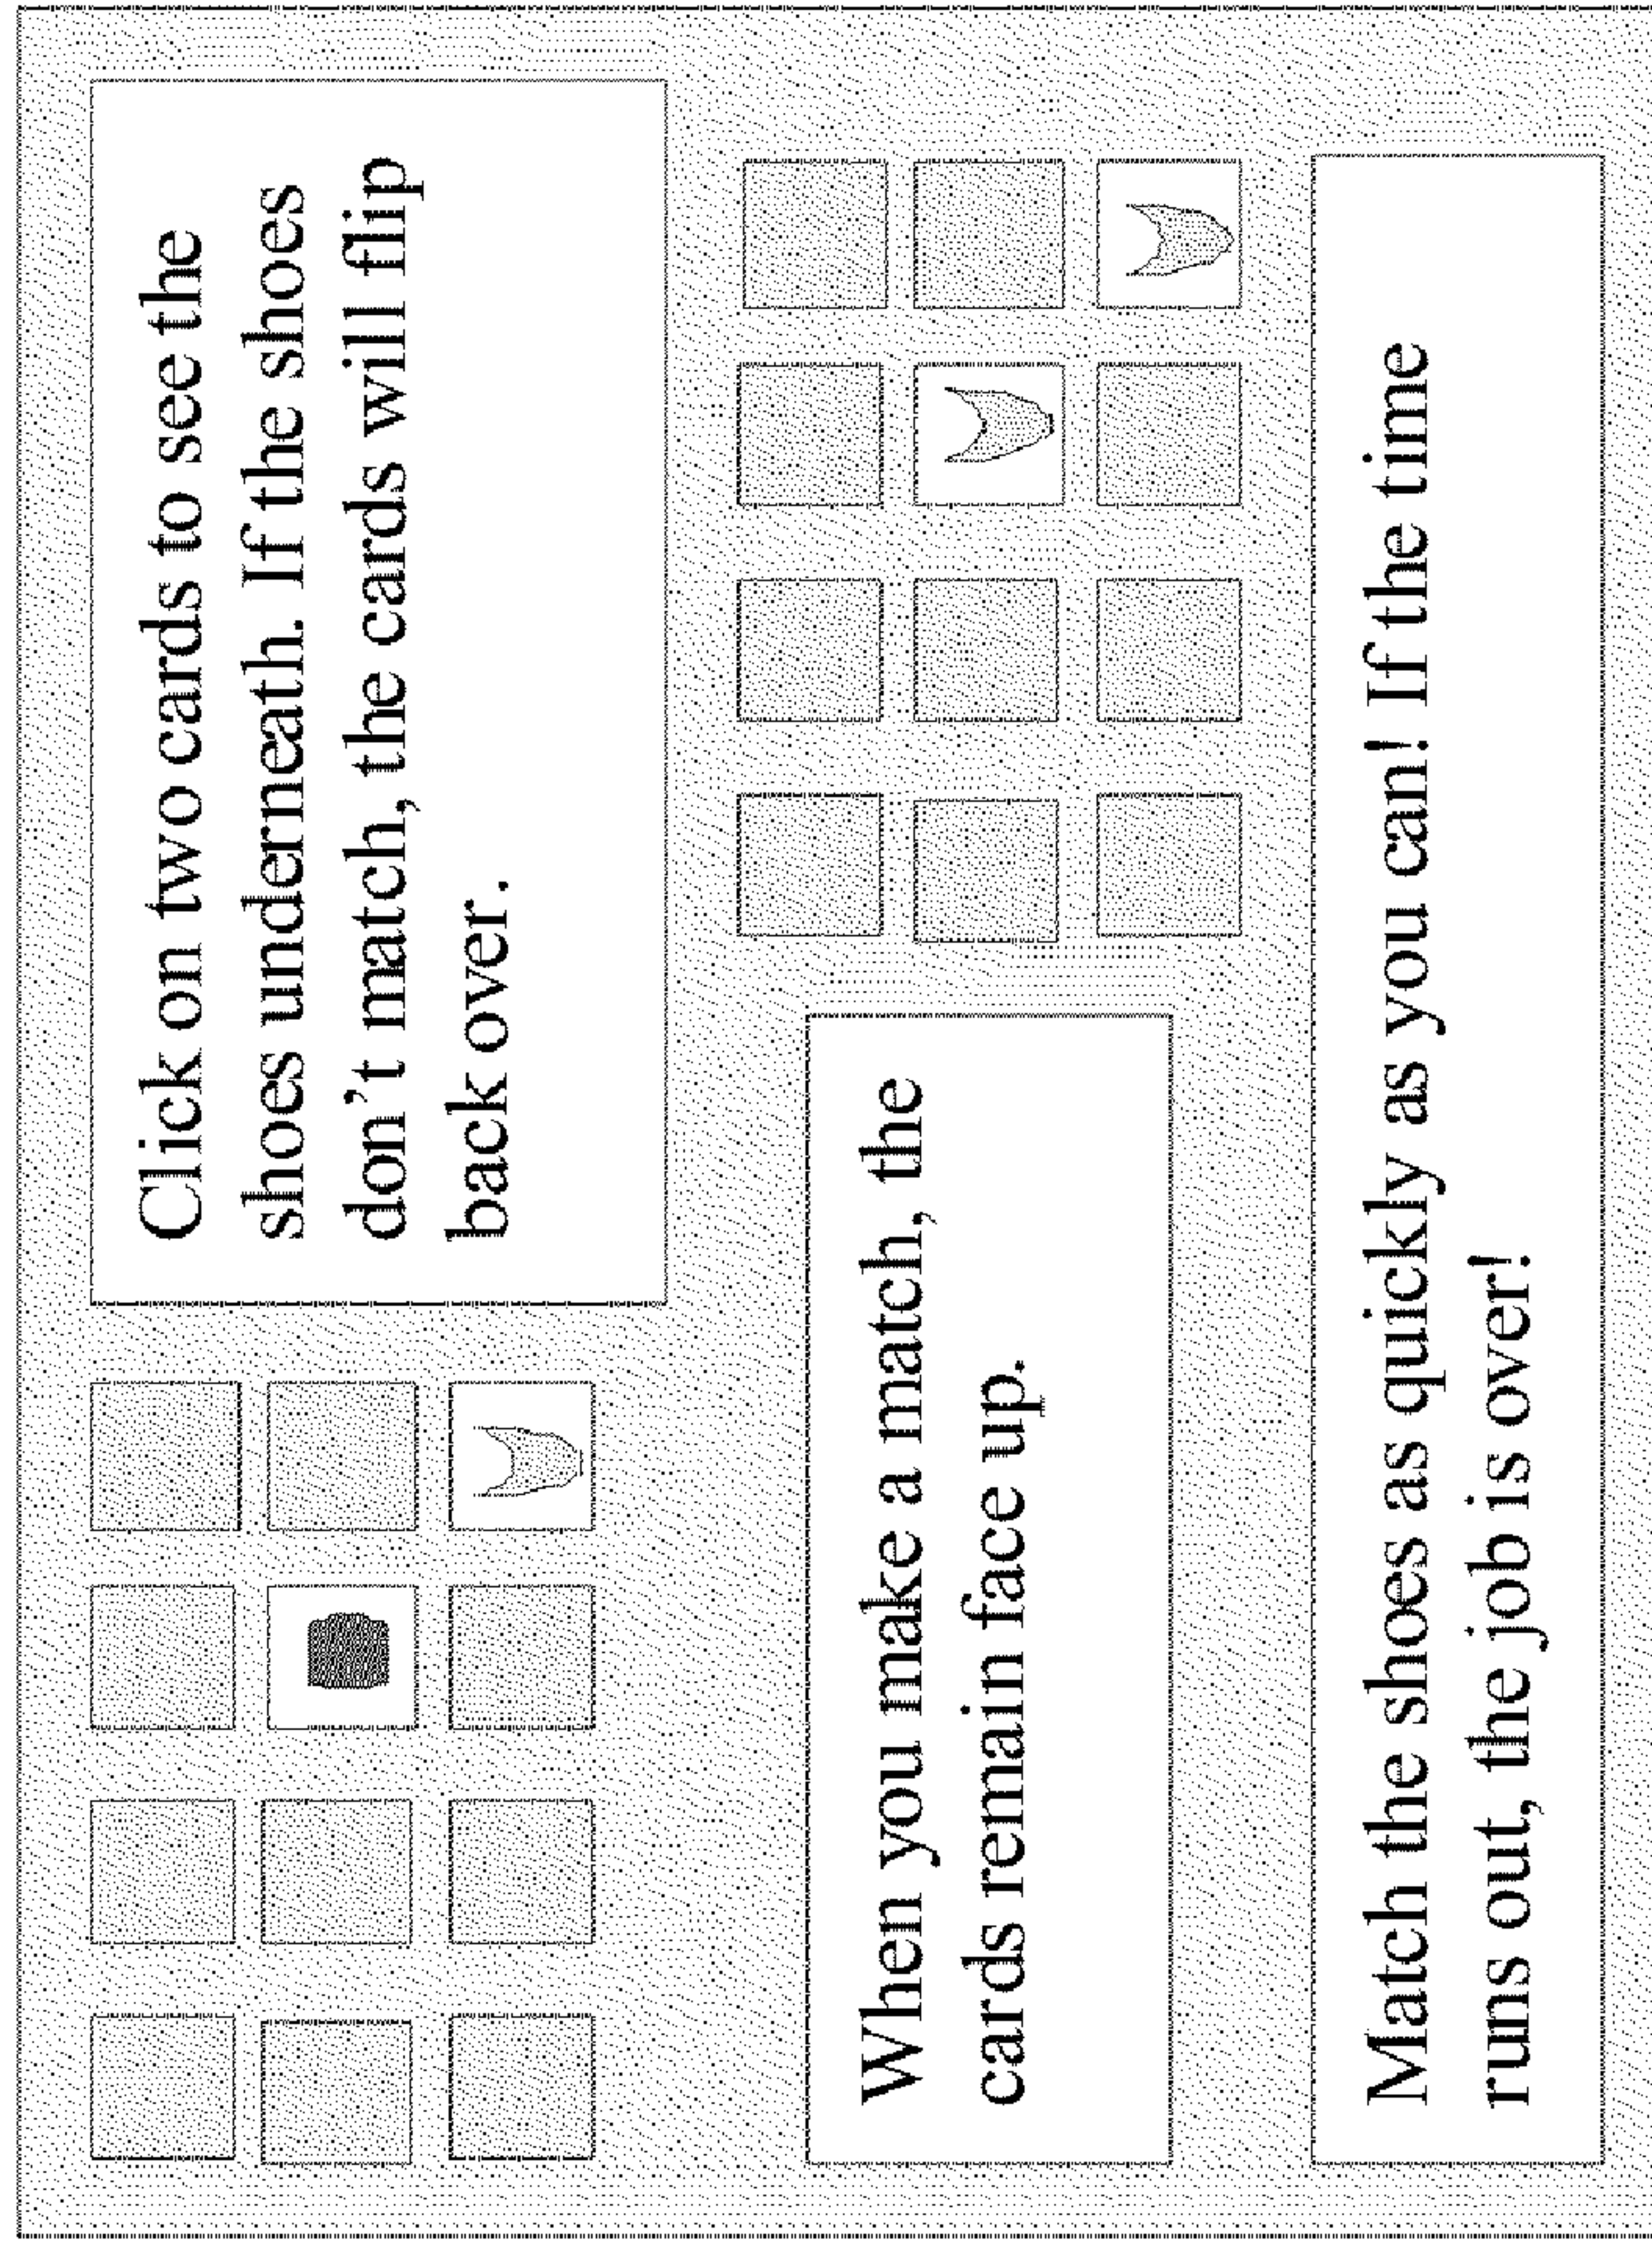 Click on two cards to see the
shoes underneath. If the shoes
don't match, the cards will flip
back over.
When you make a match, the
cards remain face up.
Match the shoes as quickly as you can! If the time
runs out, the job is over!